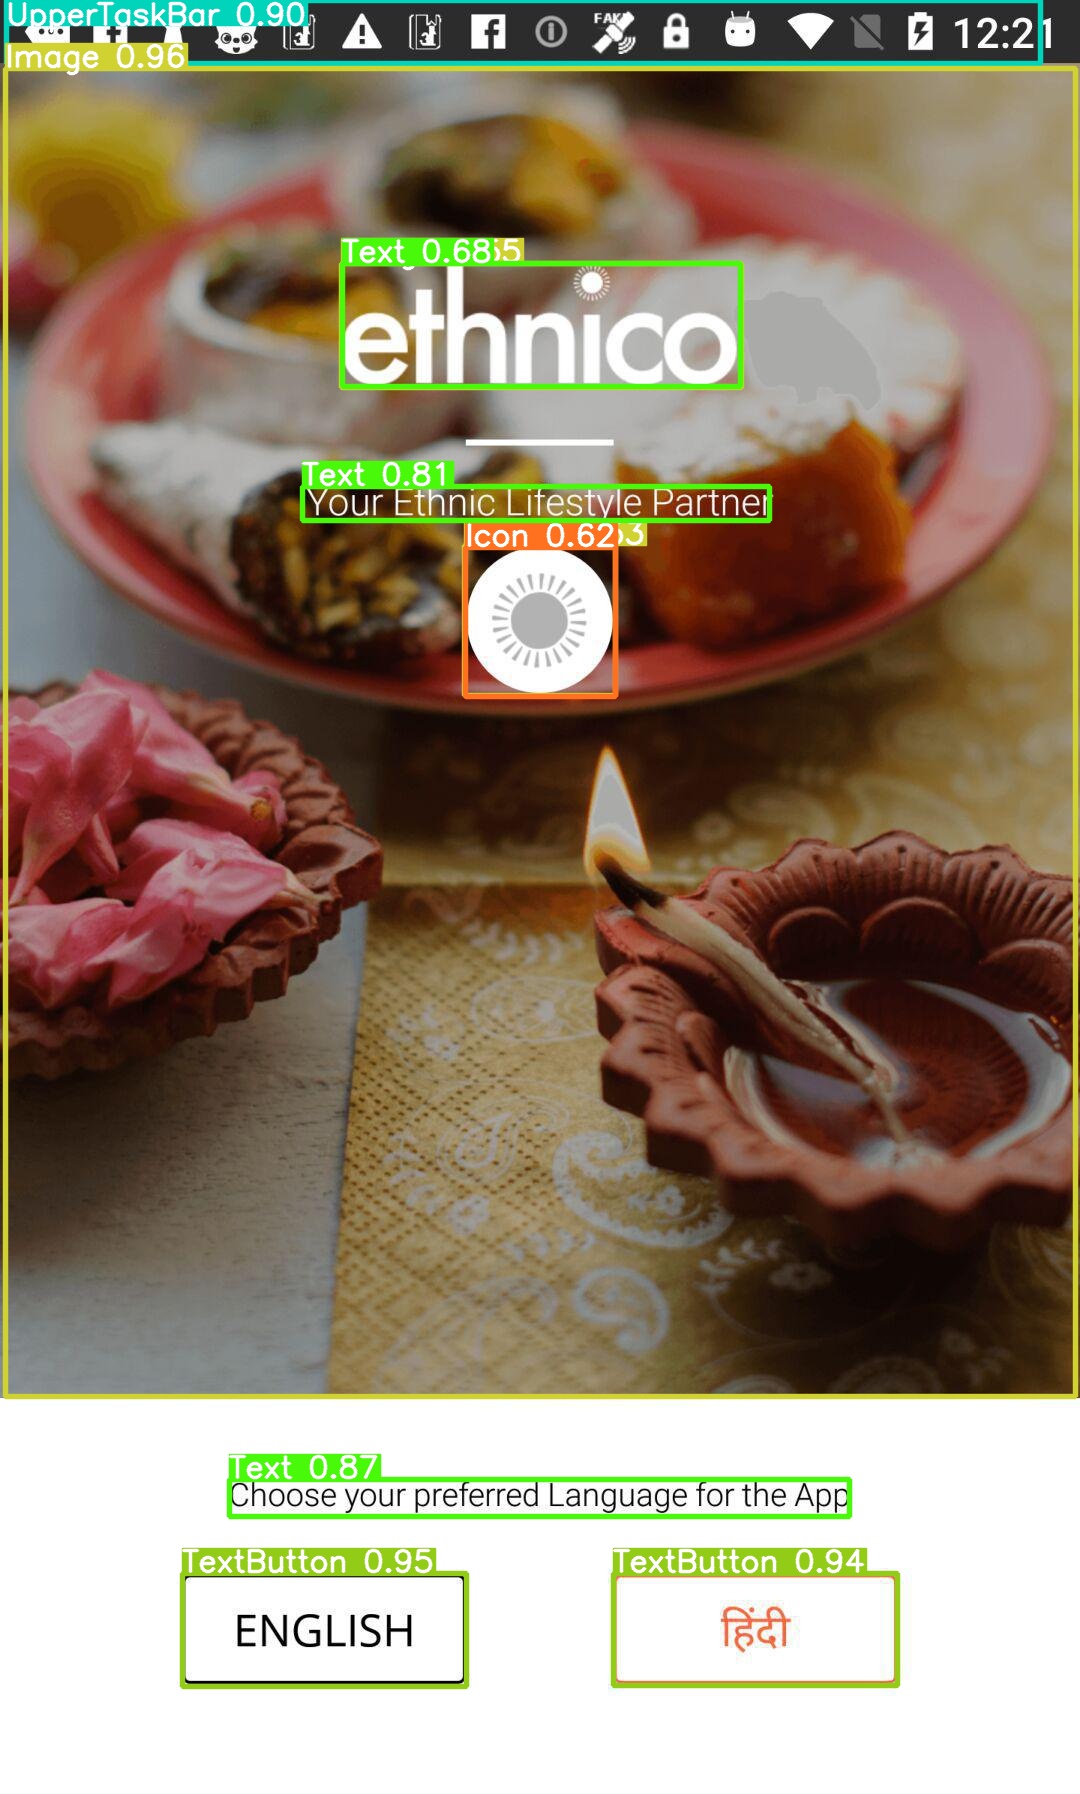 UpperTaskBar 0.90
12:21
Image 0.96
FAKE
Text 0.68
ethnico
Text 0.81
Your Ethnic Lifestyle Partner
Icon 0.62
Text 0.87
Choose your preferred Language for the App
TextButton 0.95
TextButton 0.94
ENGLISH
हिंदी